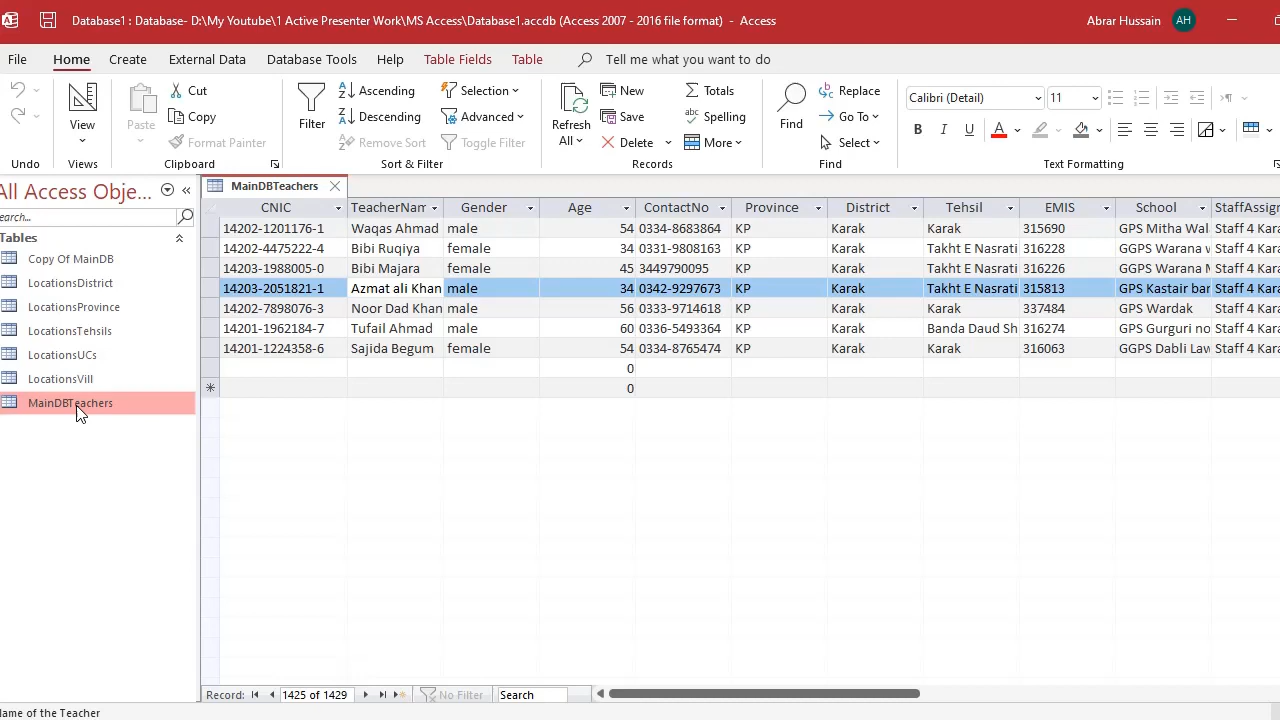 Database1 : Database- D:\My Youtube\1 Active Presenter Work\MS Access\Database1.accdb (Access 2007 - 2016 file format) - Access
Abrar Hussain AH
File Home Create External Data Database Tools Help Table Fields Table Tell me what you want to do
View Paste Cut Copy Format Painter
Filter Ascending Descending Remove Sort Selection Advanced Toggle Filter
Refresh All New Save Delete Totals Spelling More
Find Replace Go To Select
Calibri (Detail) 11
B I U A
Undo Views Clipboard Sort & Filter Records Find Text Formatting
All Access Obje...
earch...
Tables
Copy Of MainDB
LocationsDistrict
LocationsProvince
LocationsTehsils
LocationsUCs
LocationsVill
MainDBTeachers
MainDBTeachers
CNIC TeacherNam Gender Age ContactNo Province District Tehsil EMIS School StaffAssign
14202-1201176-1 Waqas Ahmad male 54 0334-8683864 KP Karak Karak 315690 GPS Mitha Wal Staff 4 Kara
14202-4475222-4 Bibi Ruqiya female 34 0331-9808163 KP Karak Takht E Nasrati 316228 GGPS Warana w Staff 4 Kara
14203-1988005-0 Bibi Majara female 45 3449790095 KP Karak Takht E Nasrati 316226 GGPS Warana M Staff 4 Kara
14203-2051821-1 Azmat ali Khan male 34 0342-9297673 KP Karak Takht E Nasrati 315813 GPS Kastair bar Staff 4 Kara
14202-7898076-3 Noor Dad Khan male 56 0333-9714618 KP Karak Karak 337484 GPS Wardak Staff 4 Kara
14201-1962184-7 Tufail Ahmad male 60 0336-5493364 KP Karak Banda Daud Sh 316274 GPS Gurguri no Staff 4 Kara
14201-1224358-6 Sajida Begum female 54 0334-8765474 KP Karak Karak 316063 GGPS Dabli Law Staff 4 Kara
0
0
Record: 1425 of 1429 No Filter Search
lame of the Teacher